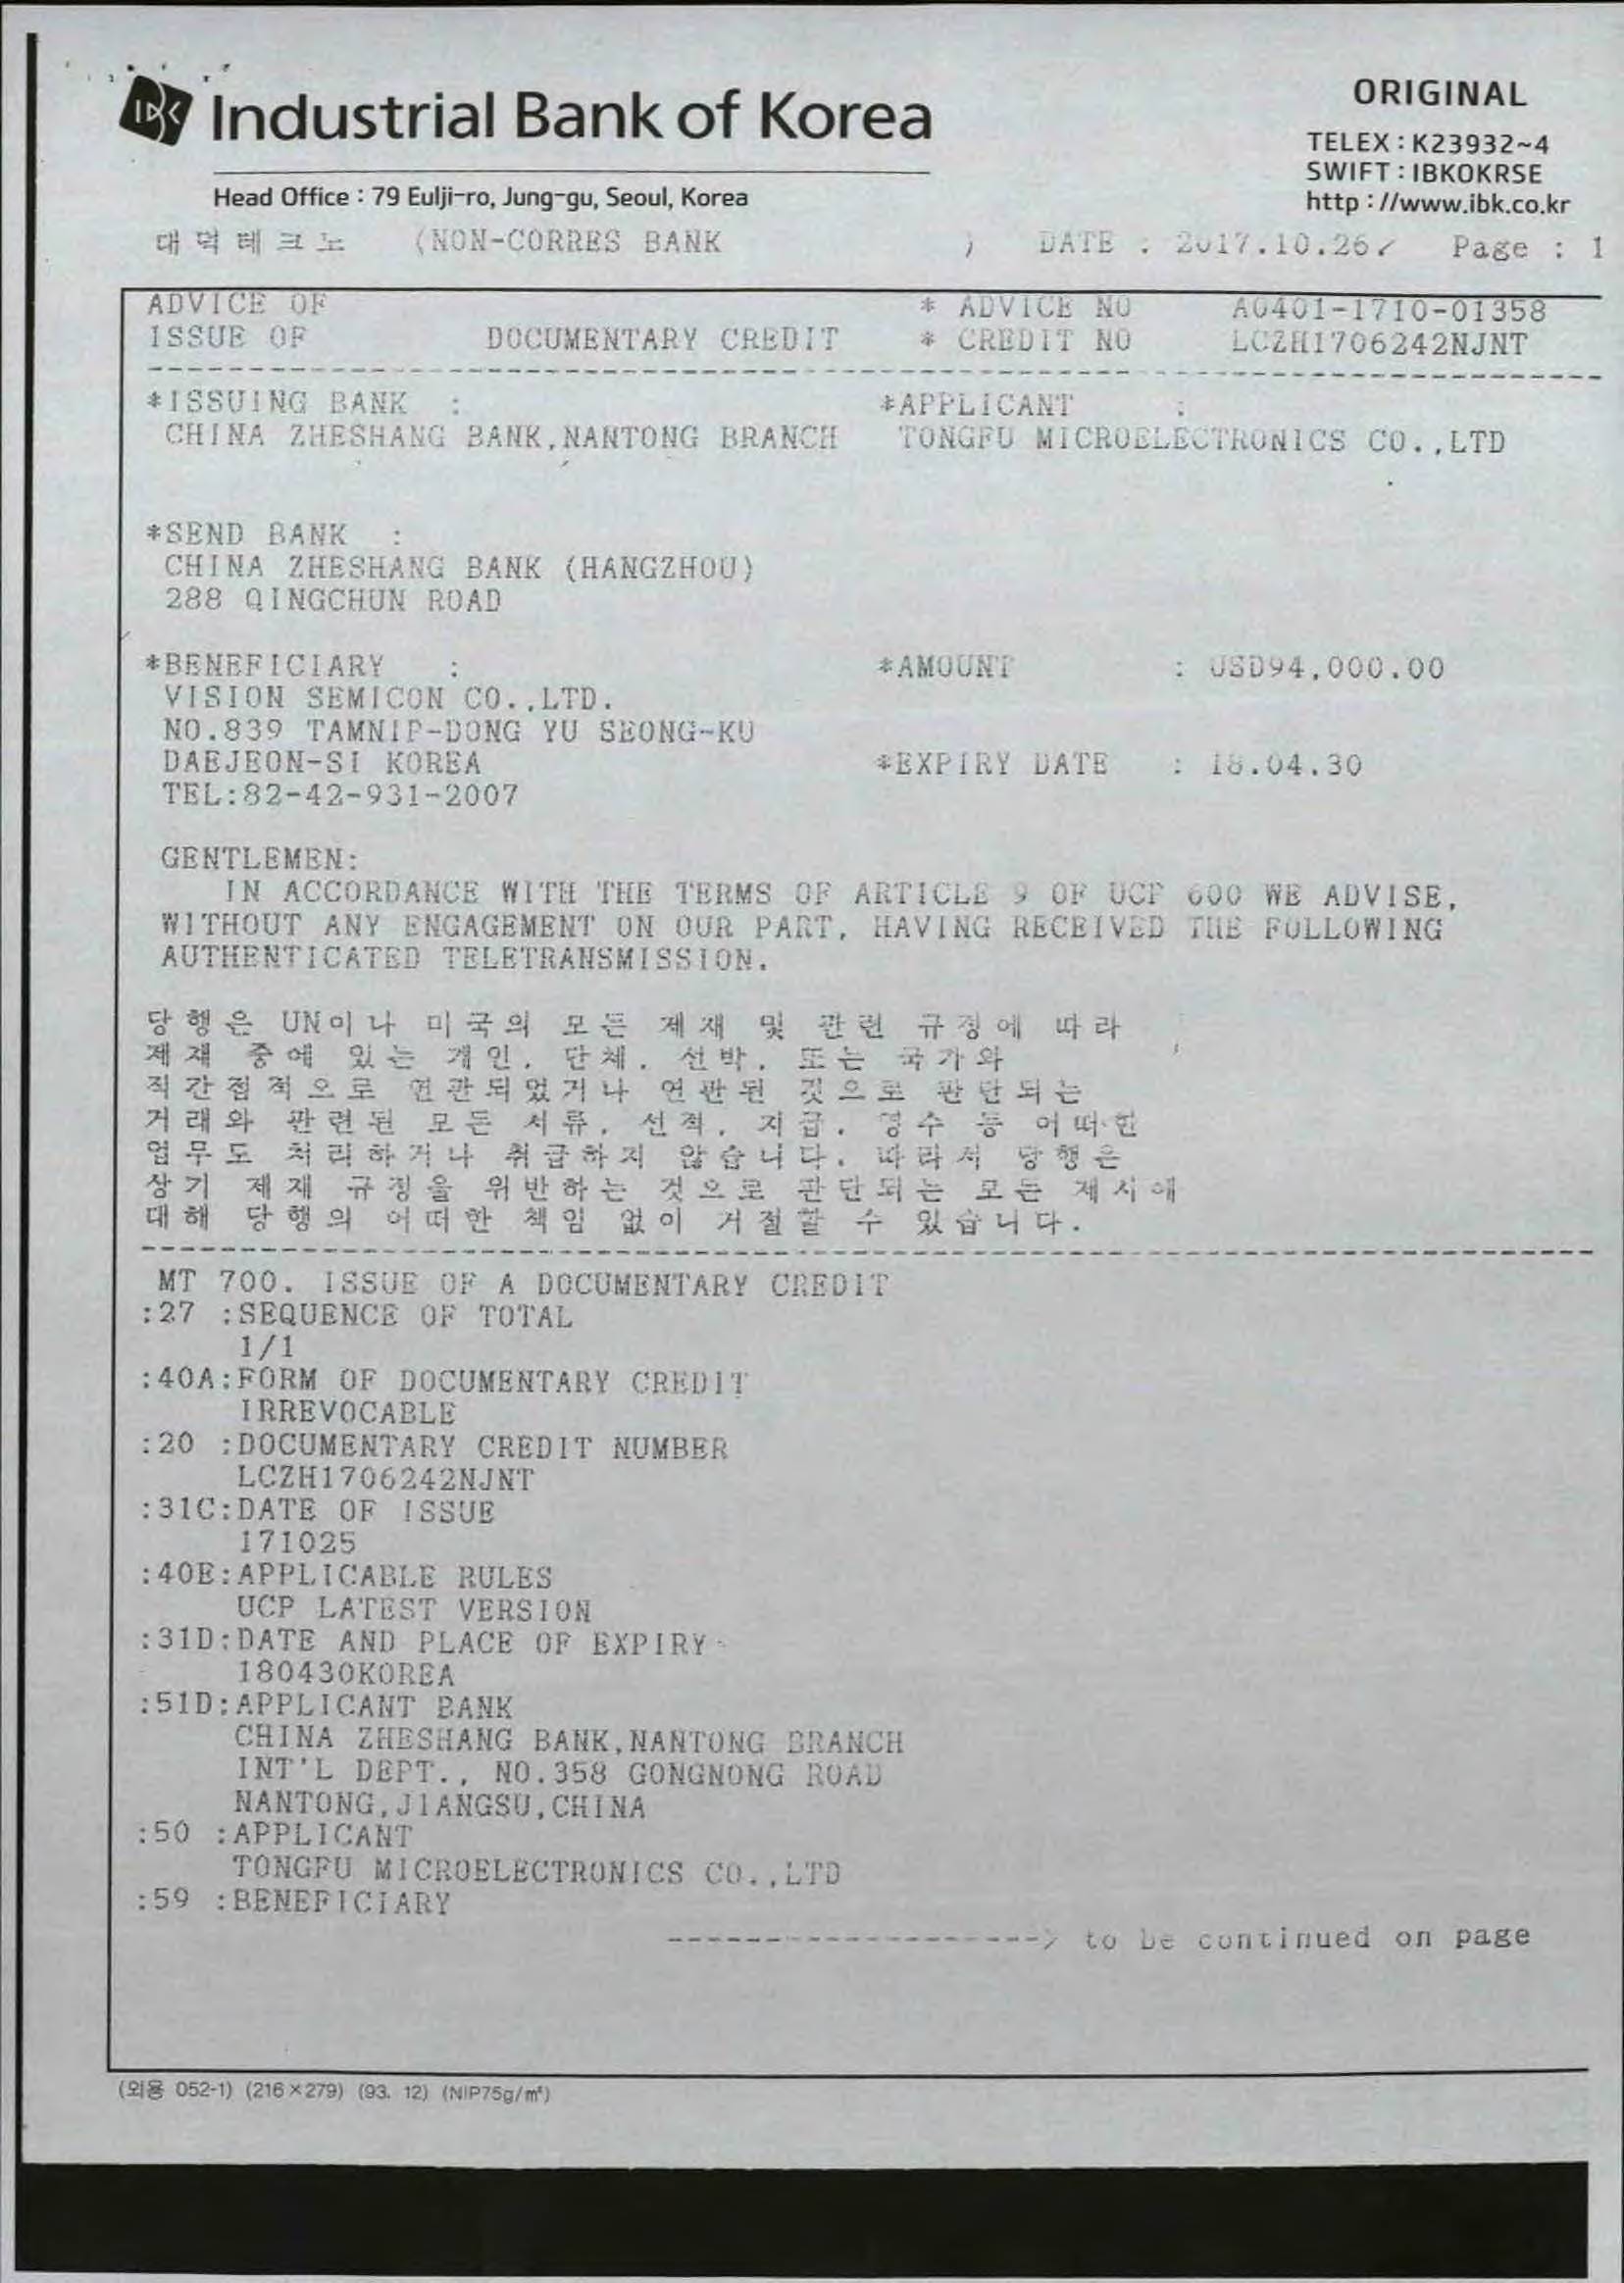 IBK Industrial Bank of Korea
ORIGINAL
TELEX : K23932~4
SWIFT : IBKOKRSE
http : //www.ibk.co.kr
Head Office : 79 Eulji-ro, Jung-gu, Seoul, Korea
대덕테크노 (NON-CORRES BANK ) DATE : 2017.10.26 Page : 1
ADVICE OF * ADVICE NO A0401-1710-01358
ISSUE OF DOCUMENTARY CREDIT * CREDIT NO LCZH1706242NJNT
*ISSUING BANK : *APPLICANT :
CHINA ZHESHANG BANK,NANTONG BRANCH TONGFU MICROELECTRONICS CO.,LTD
*SEND BANK :
CHINA ZHESHANG BANK (HANGZHOU)
288 QINGCHUN ROAD
*BENEFICIARY : *AMOUNT : USD94,000.00
VISION SEMICON CO.,LTD.
NO.839 TAMNIP-DONG YU SEONG-KU
DAEJEON-SI KOREA *EXPIRY DATE : 18.04.30
TEL:82-42-931-2007
GENTLEMEN:
IN ACCORDANCE WITH THE TERMS OF ARTICLE 9 OF UCP 600 WE ADVISE,
WITHOUT ANY ENGAGEMENT ON OUR PART, HAVING RECEIVED THE FOLLOWING
AUTHENTICATED TELETRANSMISSION.
당행은 UN이나 미국의 모든 제재 및 관련 규정에 따라
제재 중에 있는 개인, 단체, 선박, 또는 국가와
직간접적으로 연관되었거나 연관된 것으로 판단되는
거래와 관련된 모든 서류, 선적, 지급, 영수 등 어떠한
업무도 처리하거나 취급하지 않습니다. 따라서 당행은
상기 제재 규정을 위반하는 것으로 판단되는 모든 제시에
대해 당행의 어떠한 책임 없이 거절할 수 있습니다.
MT 700. ISSUE OF A DOCUMENTARY CREDIT
:27 :SEQUENCE OF TOTAL
1/1
:40A:FORM OF DOCUMENTARY CREDIT
IRREVOCABLE
:20 :DOCUMENTARY CREDIT NUMBER
LCZH1706242NJNT
:31C:DATE OF ISSUE
171025
:40E:APPLICABLE RULES
UCP LATEST VERSION
:31D:DATE AND PLACE OF EXPIRY
180430KOREA
:51D:APPLICANT BANK
CHINA ZHESHANG BANK,NANTONG BRANCH
INT'L DEPT., NO.358 GONGNONG ROAD
NANTONG,JIANGSU,CHINA
:50 :APPLICANT
TONGFU MICROELECTRONICS CO.,LTD
:59 :BENEFICIARY
-------------------> to be continued on page
(외용 052-1) (216×279) (93. 12) (NIP75g/㎡)